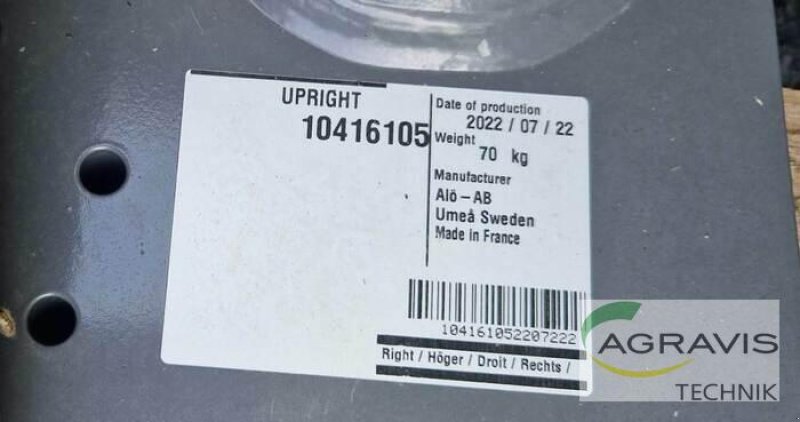 UPRIGHT
10416105
Date of production
2022 / 07 / 22
Weight
70 kg
Manufacturer
Alö-AB
Umeå Sweden
Made in France
104161052207222
Right / Höger / Droit / Rechts /
AGRAVIS
TECHNIK